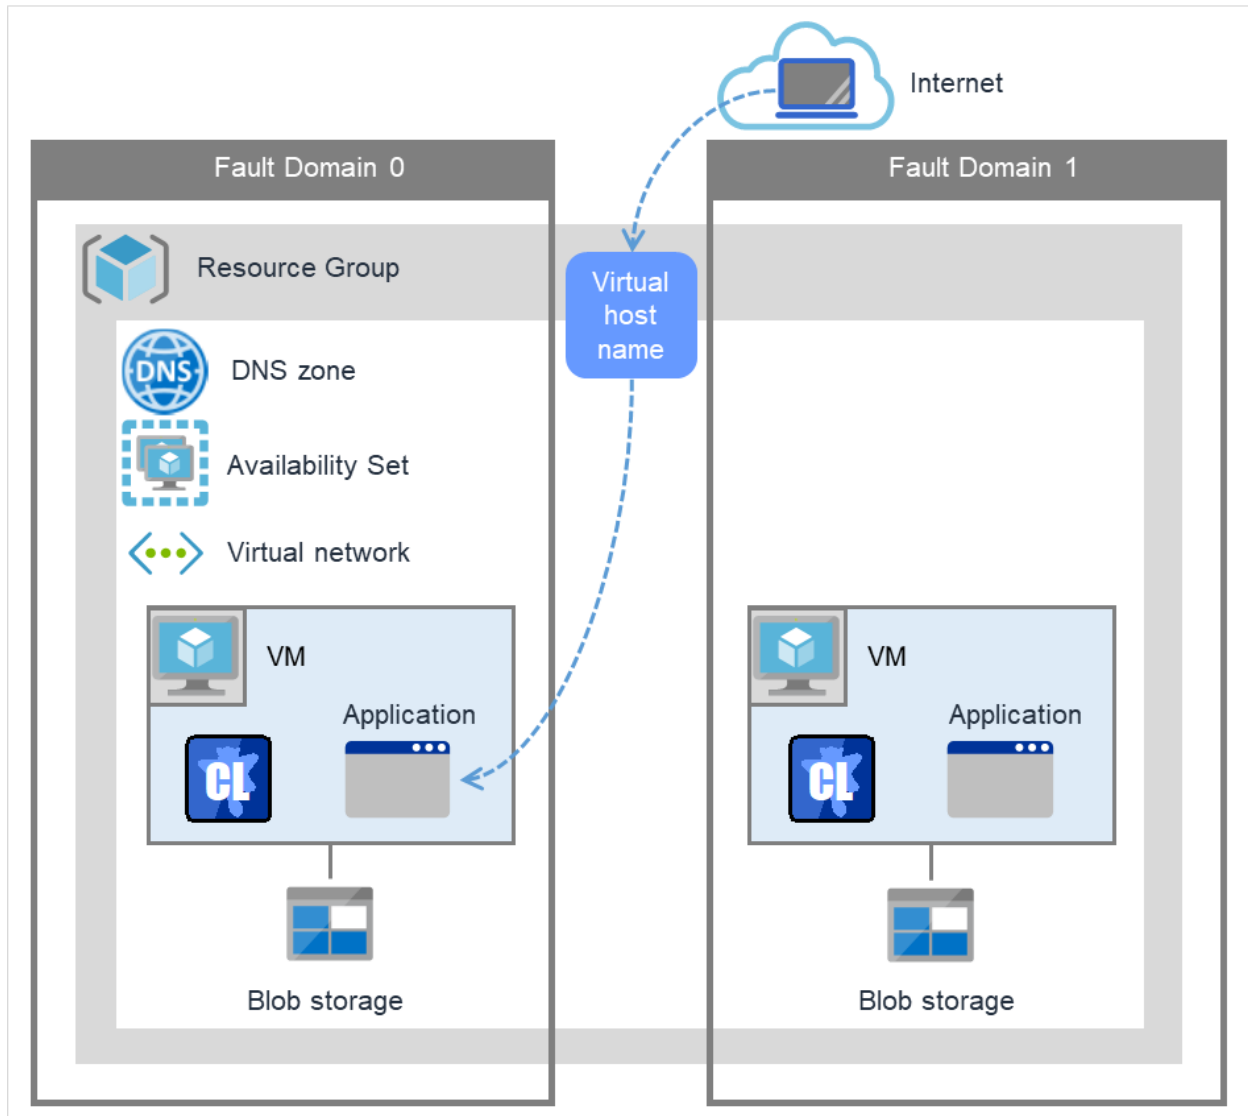 Internet
Fault Domain 0
Fault Domain 1
Resource Group
Virtual
host
name
DNS
DNS zone
Availability Set
Virtual network
VM
VM
Application
Application
CL
CL
Blob storage
Blob storage